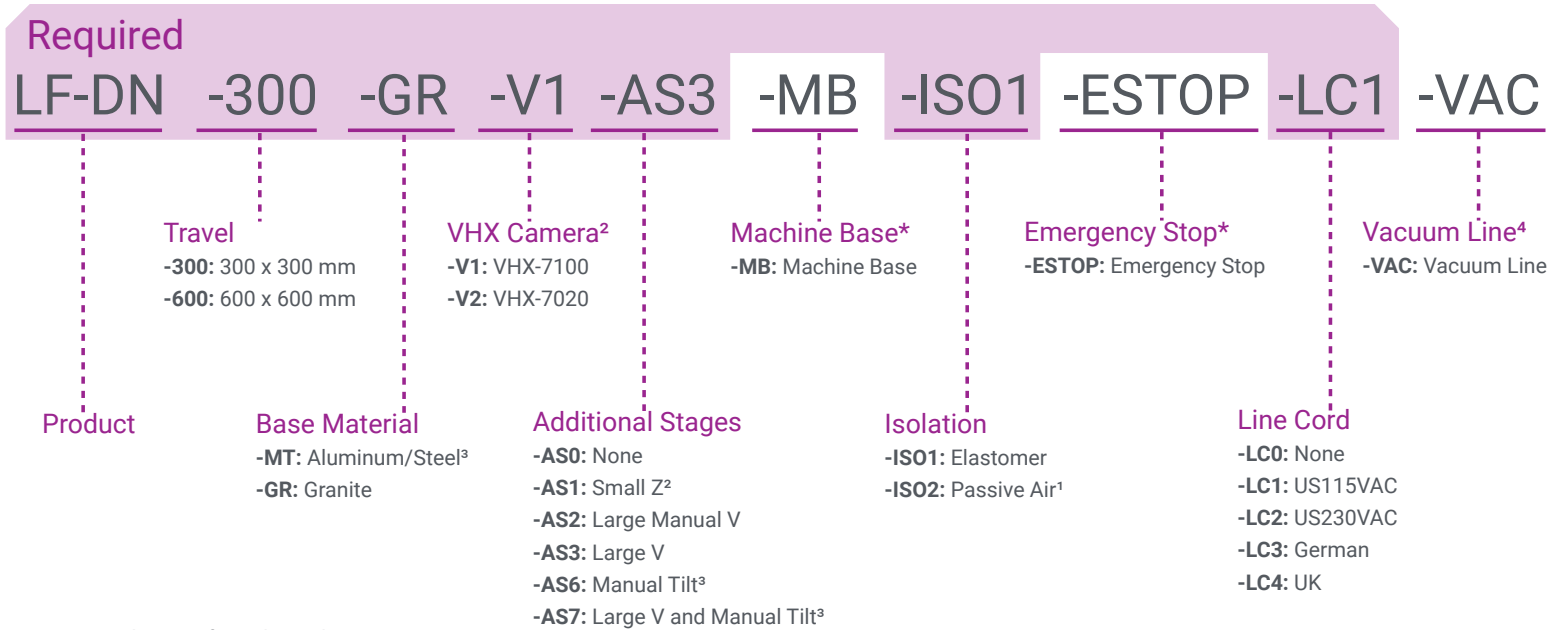 Required
LF-DN -300 -GR -V1 -AS3 -MB -ISO1 -ESTOP -LC1 -VAC
Travel
-300: 300 x 300 mm
-600: 600 x 600 mm
VHX Camera²
-V1: VHX-7100
-V2: VHX-7020
Machine Base*
-MB: Machine Base
Emergency Stop*
-ESTOP: Emergency Stop
Vacuum Line⁴
-VAC: Vacuum Line
Product
Base Material
-MT: Aluminum/Steel³
-GR: Granite
Additional Stages
-AS0: None
-AS1: Small Z²
-AS2: Large Manual V
-AS3: Large V
-AS6: Manual Tilt³
-AS7: Large V and Manual Tilt³
Isolation
-ISO1: Elastomer
-ISO2: Passive Air¹
Line Cord
-LC0: None
-LC1: US115VAC
-LC2: US230VAC
-LC3: German
-LC4: UK